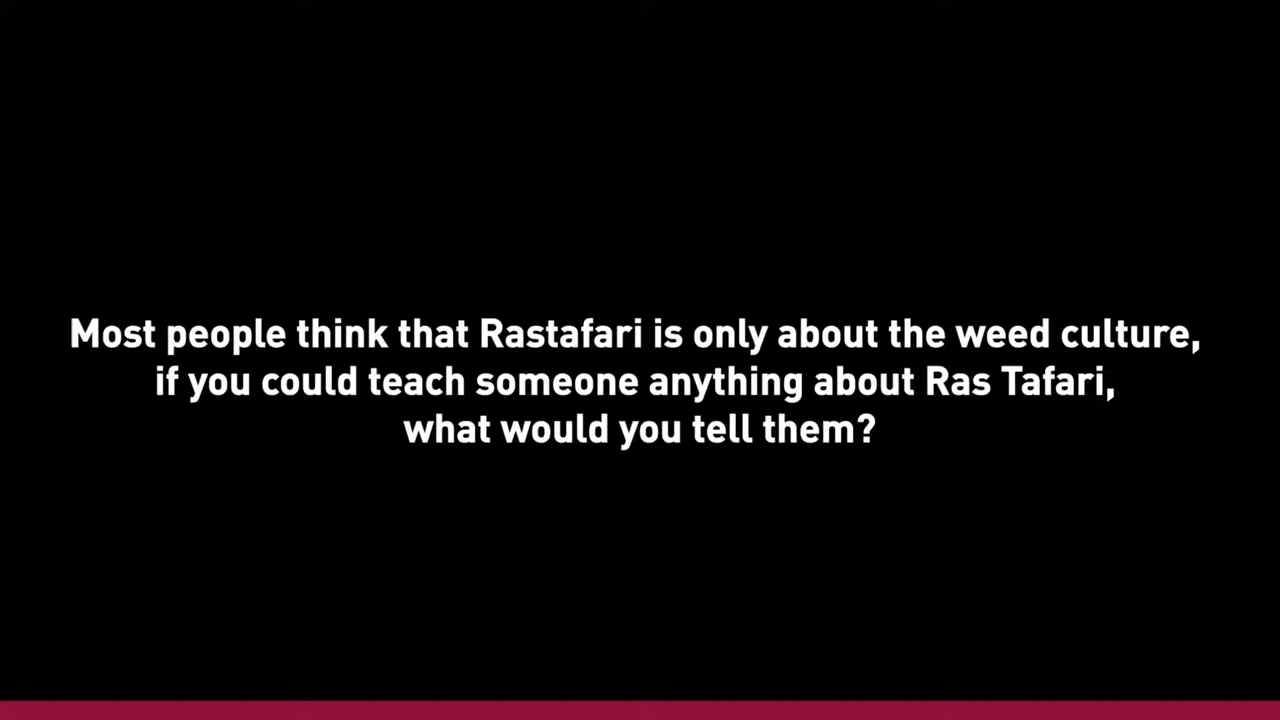 Most people think that Rastafari is only about the weed culture,
if you could teach someone anything about Ras Tafari,
what would you tell them?